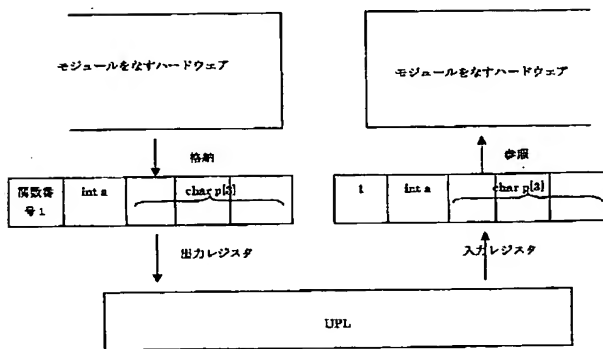 モジュールをなすハードウェア
モジュールをなすハードウェア
格納
参照
関数番号1
int a
char p[3]
1
int a
char p[3]
出力レジスタ
入力レジスタ
UPL